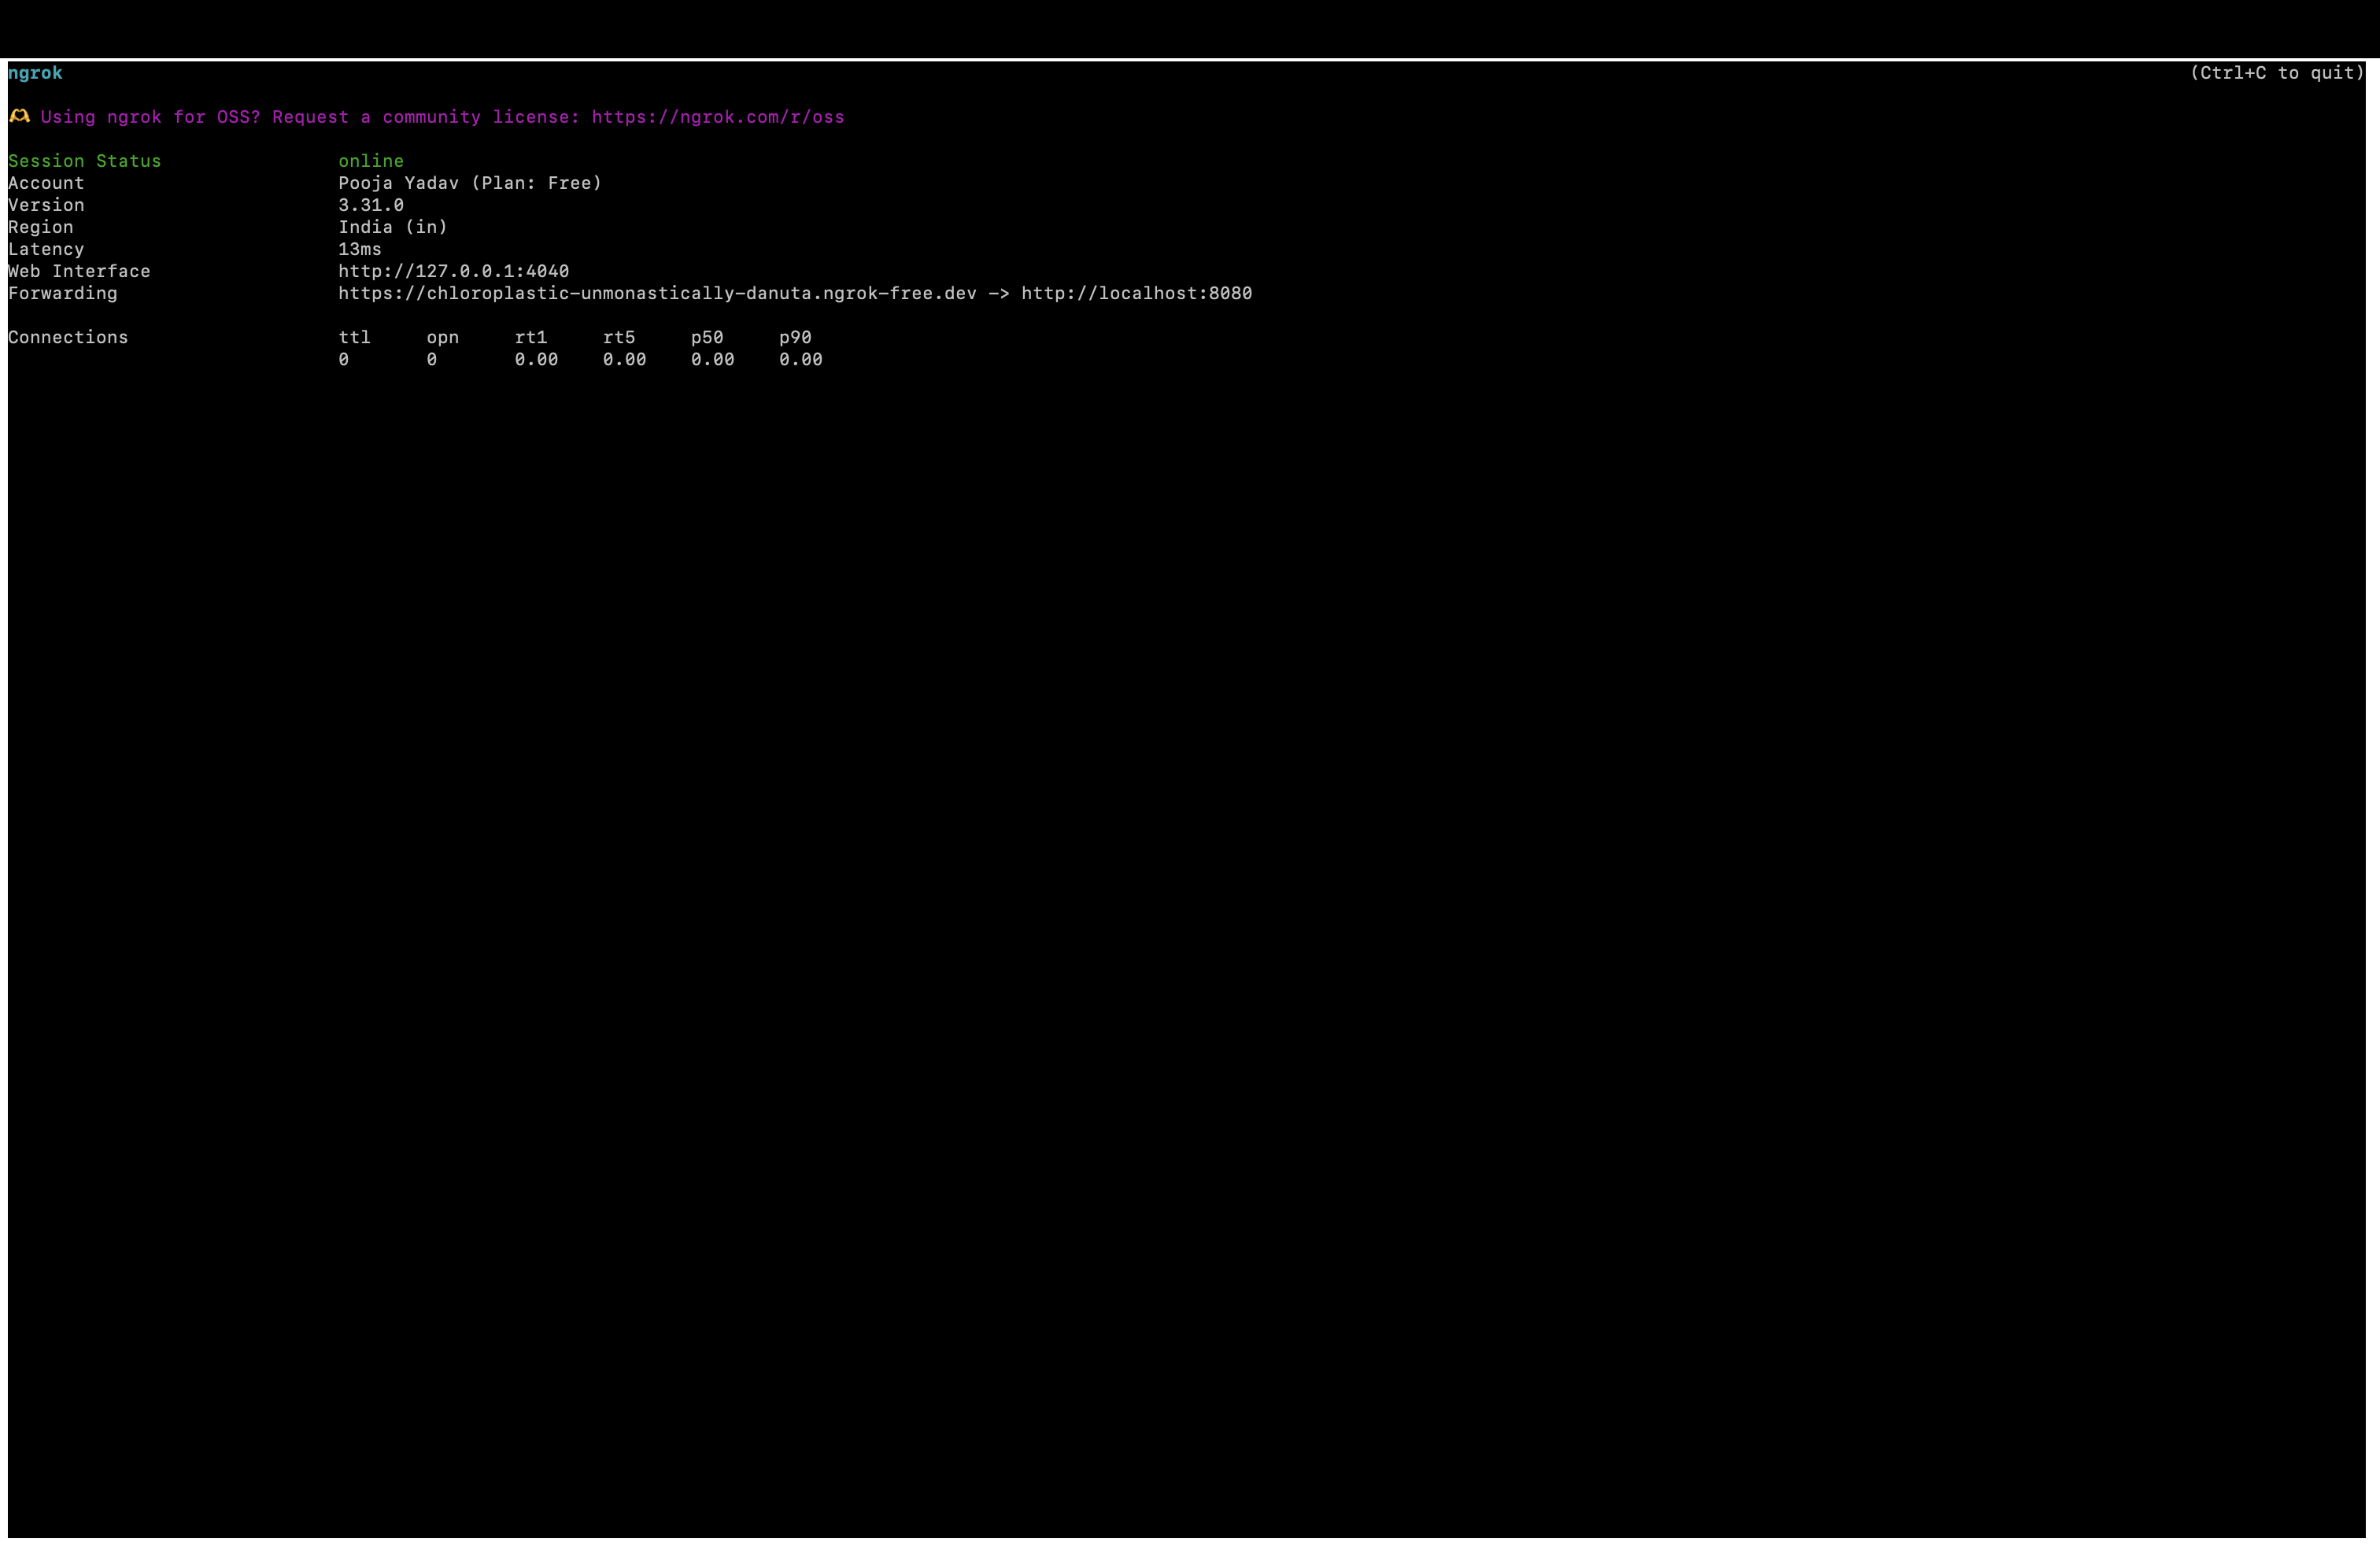 ngrok (Ctrl+C to quit)
🫶 Using ngrok for OSS? Request a community license: https://ngrok.com/r/oss
Session Status online
Account Pooja Yadav (Plan: Free)
Version 3.31.0
Region India (in)
Latency 13ms
Web Interface http://127.0.0.1:4040
Forwarding https://chloroplastic-unmonastically-danuta.ngrok-free.dev -> http://localhost:8080
Connections ttl opn rt1 rt5 p50 p90
0 0 0.00 0.00 0.00 0.00